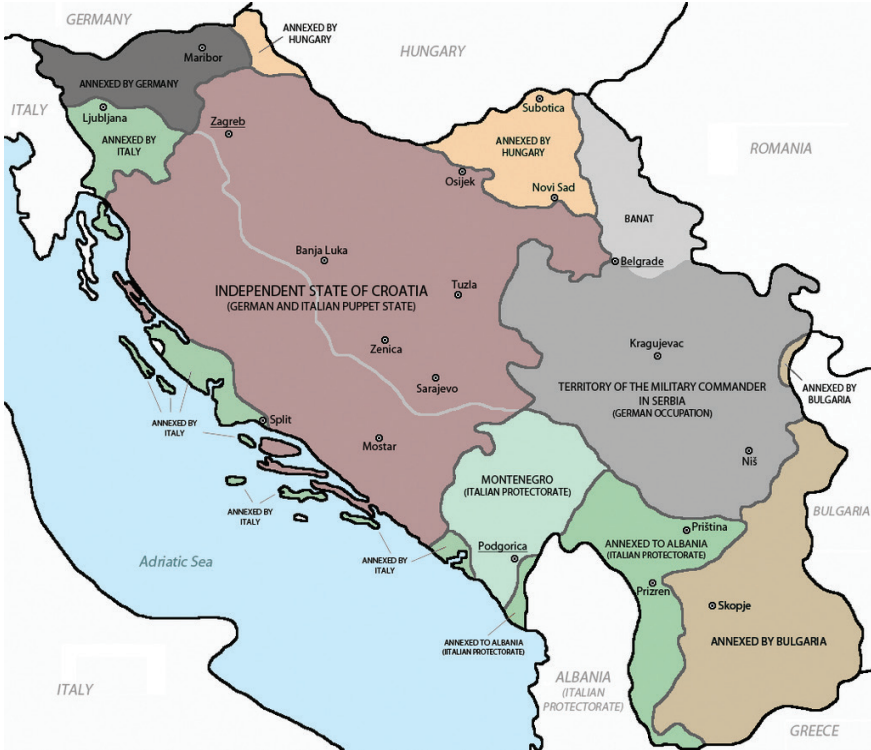 GERMANY
ANNEXED BY
HUNGARY
HUNGARY
Maribor
ANNEXED BY GERMANY
ITALY
Ljubljana
ANNEXED BY
ITALY
Zagreb
Subotica
ANNEXED BY
HUNGARY
ROMANIA
Osijek
Novi Sad
BANAT
Banja Luka
Belgrade
INDEPENDENT STATE OF CROATIA
(GERMAN AND ITALIAN PUPPET STATE)
Tuzla
Zenica
Kragujevac
Sarajevo
TERRITORY OF THE MILITARY COMMANDER
IN SERBIA
(GERMAN OCCUPATION)
ANNEXED BY
BULGARIA
ANNEXED BY
ITALY
Split
Mostar
Niš
MONTENEGRO
(ITALIAN PROTECTORATE)
ANNEXED BY
ITALY
BULGARIA
Priština
ANNEXED TO ALBANIA
(ITALIAN PROTECTORATE)
Adriatic Sea
ANNEXED BY
ITALY
Podgorica
Prizren
Skopje
ANNEXED TO ALBANIA
(IITALIAN PROTECTORATE)
ANNEXED BY BULGARIA
ITALY
ALBANIA
(ITALIAN
PROTECTORATE)
GREECE